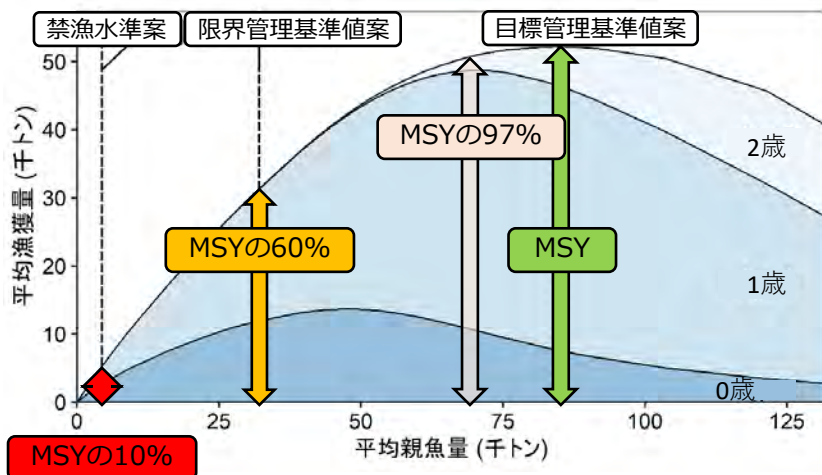 禁漁水準案
限界管理基準値案
目標管理基準値案
平均漁獲量 (千トン)
50
40
30
20
10
0
MSYの97%
MSYの60%
MSY
2歳
1歳
0歳
0
25
50
75
100
125
平均親魚量 (千トン)
MSYの10%